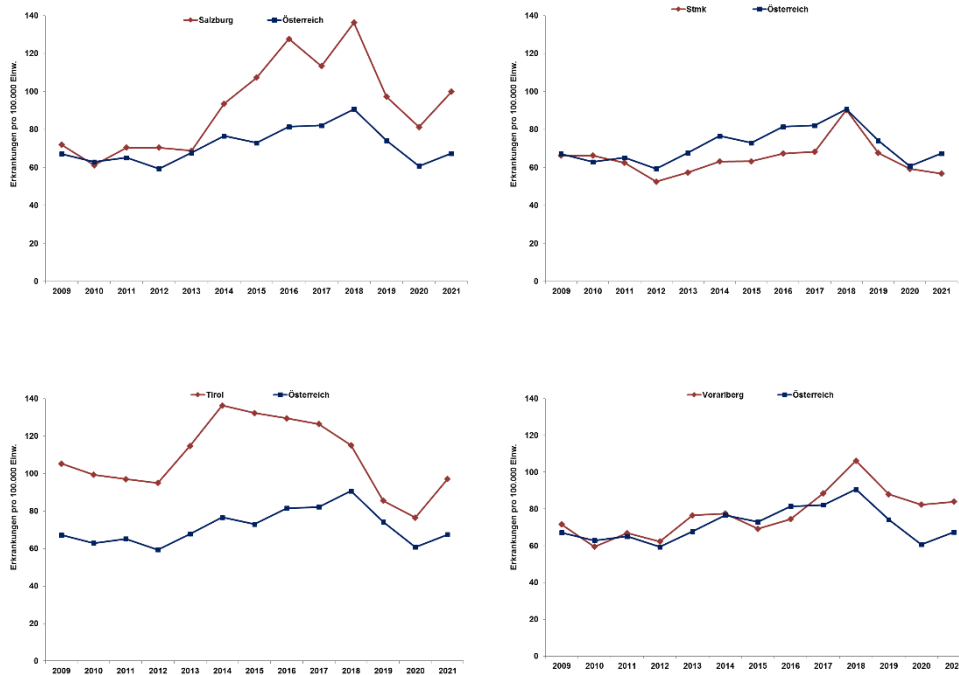 Salzburg Österreich
Erkrankungen pro 100.000 Einw.
140
120
100
80
60
40
20
0
2009 2010 2011 2012 2013 2014 2015 2016 2017 2018 2019 2020 2021
Stmk Österreich
Erkrankungen pro 100.000 Einw.
140
120
100
80
60
40
20
0
2009 2010 2011 2012 2013 2014 2015 2016 2017 2018 2019 2020 2021
Tirol Österreich
Erkrankungen pro 100.000 Einw.
140
120
100
80
60
40
20
0
2009 2010 2011 2012 2013 2014 2015 2016 2017 2018 2019 2020 2021
Vorarlberg Österreich
Erkrankungen pro 100.000 Einw.
140
120
100
80
60
40
20
0
2009 2010 2011 2012 2013 2014 2015 2016 2017 2018 2019 2020 202